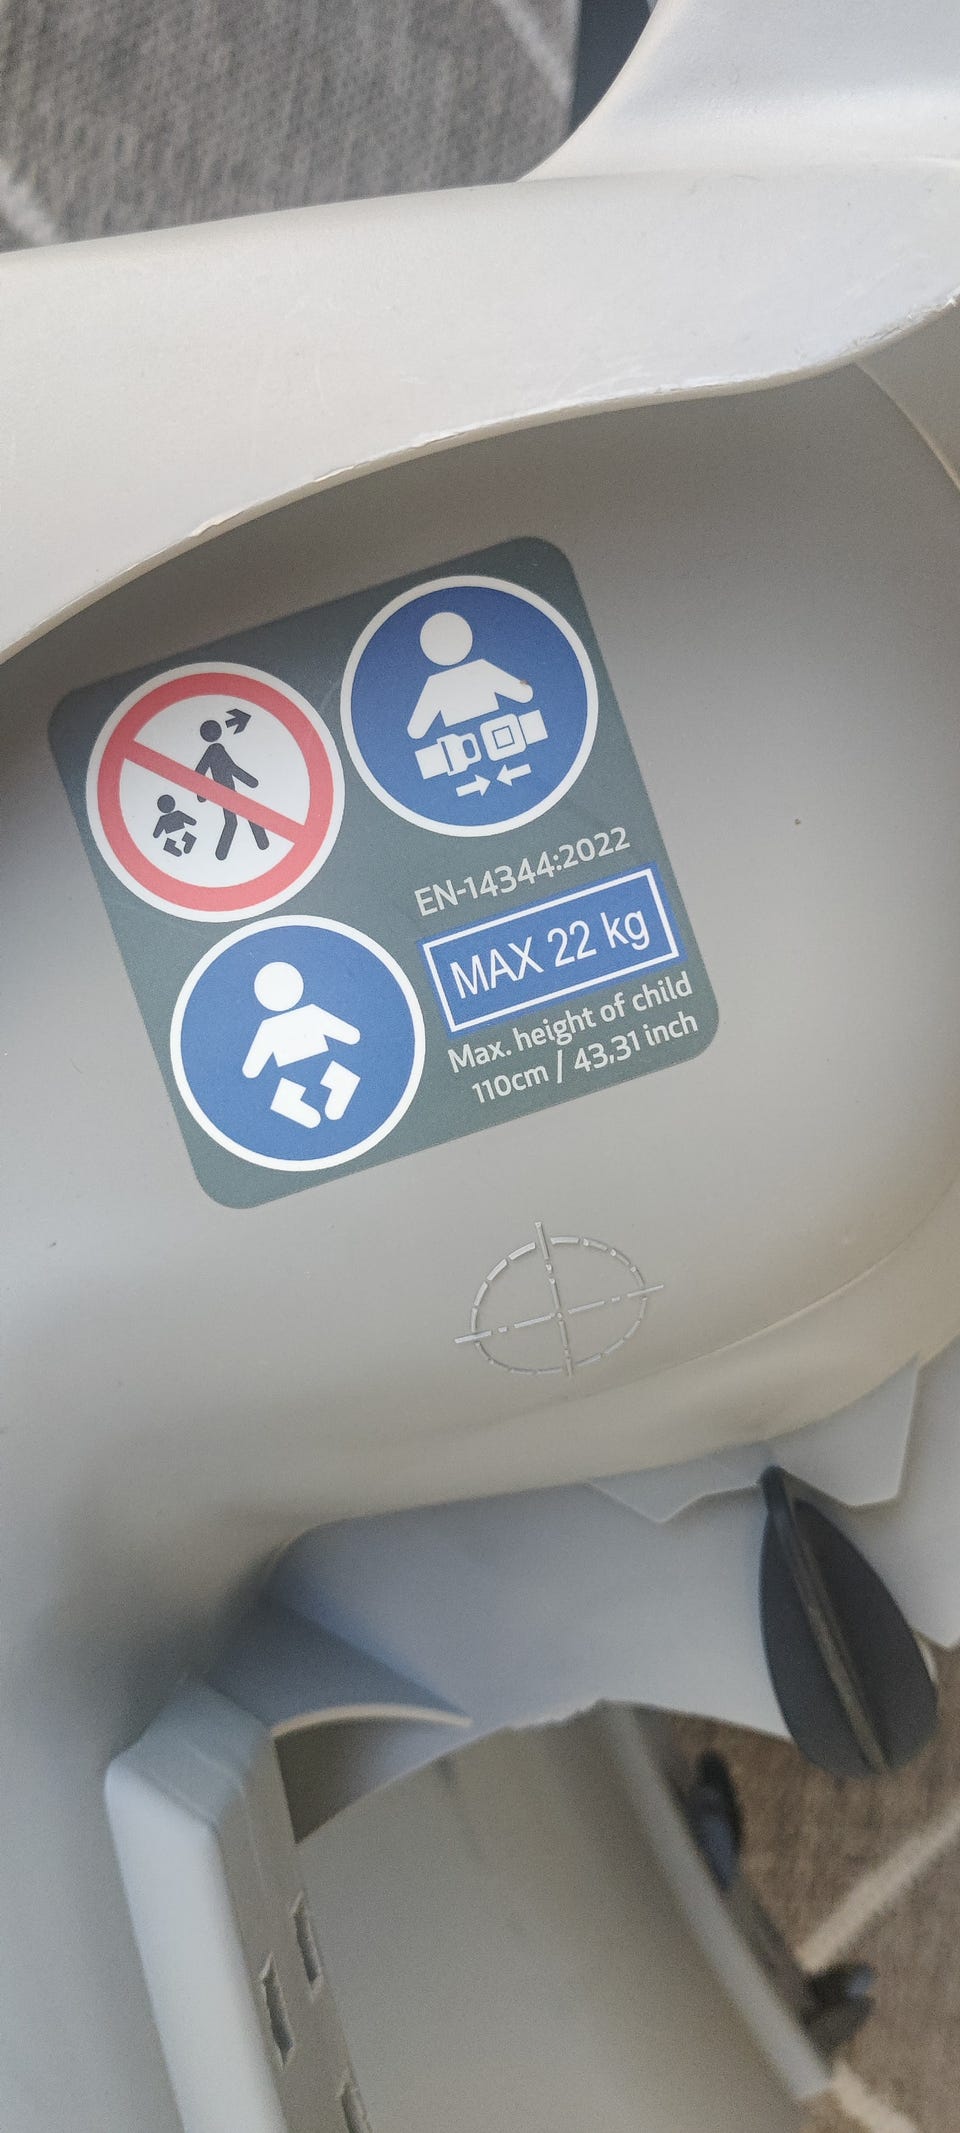 EN-14344:2022
MAX 22 kg
Max. height of child
110cm / 43,31 inch